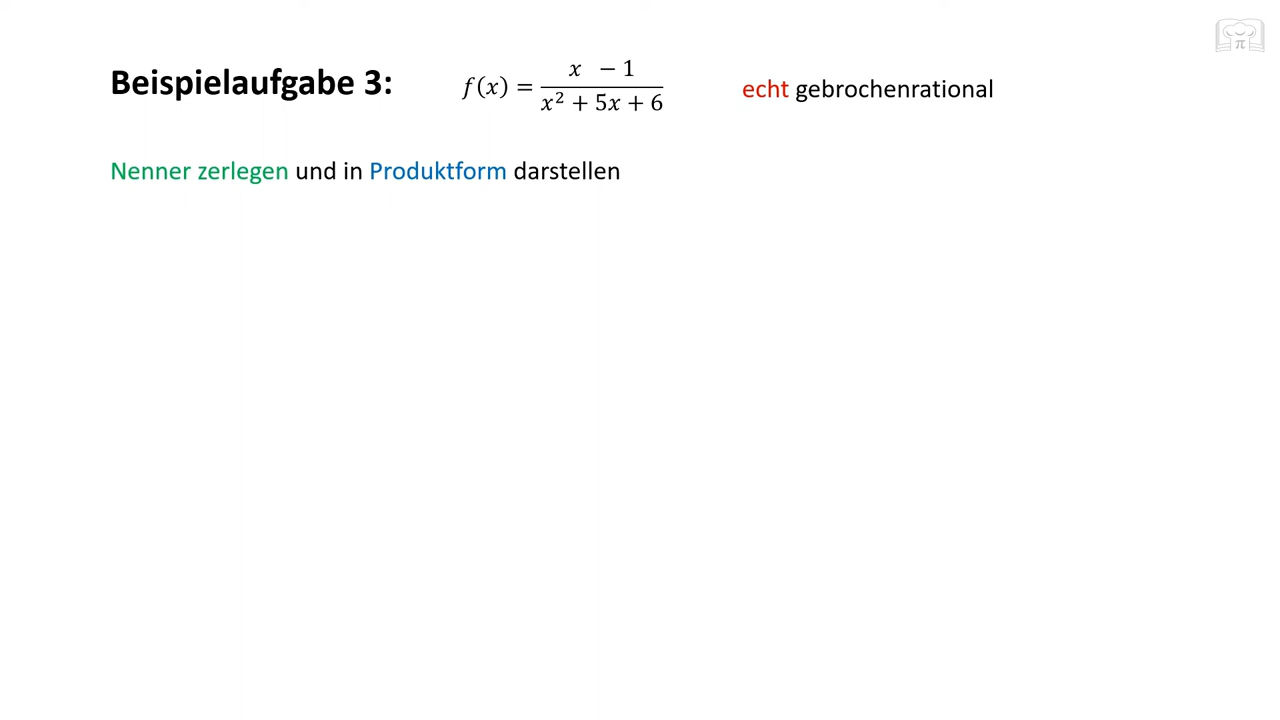 Beispielaufgabe 3: f(x) = (x - 1)/(x² + 5x + 6) echt gebrochenrational
Nenner zerlegen und in Produktform darstellen